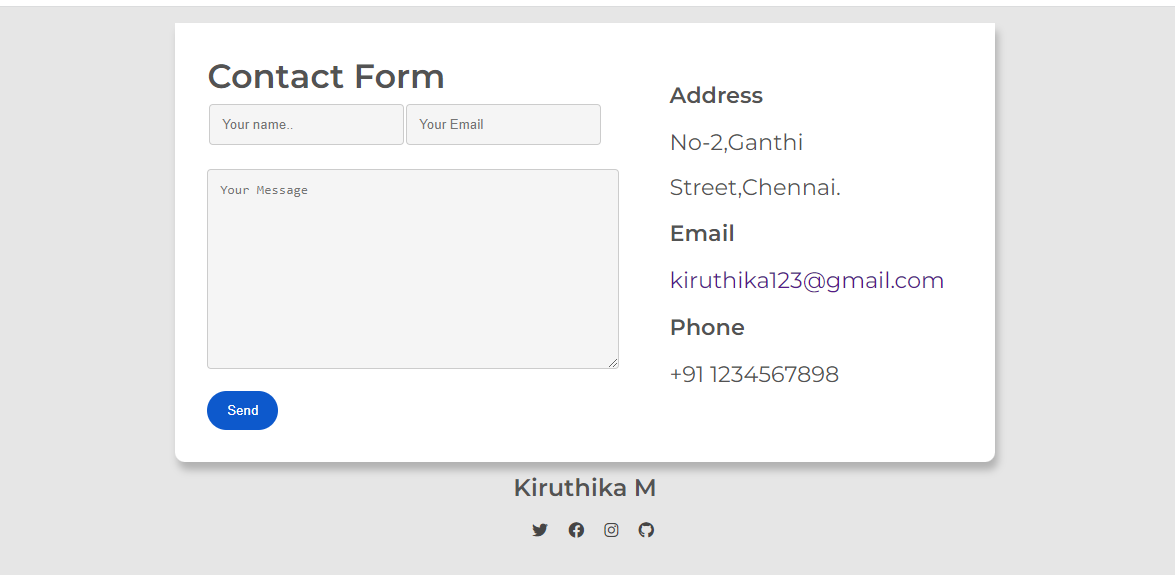 Contact Form
Your name..
Your Email
Your Message
Send
Address
No-2,Ganthi
Street,Chennai.
Email
kiruthika123@gmail.com
Phone
+91 1234567898
Kiruthika M